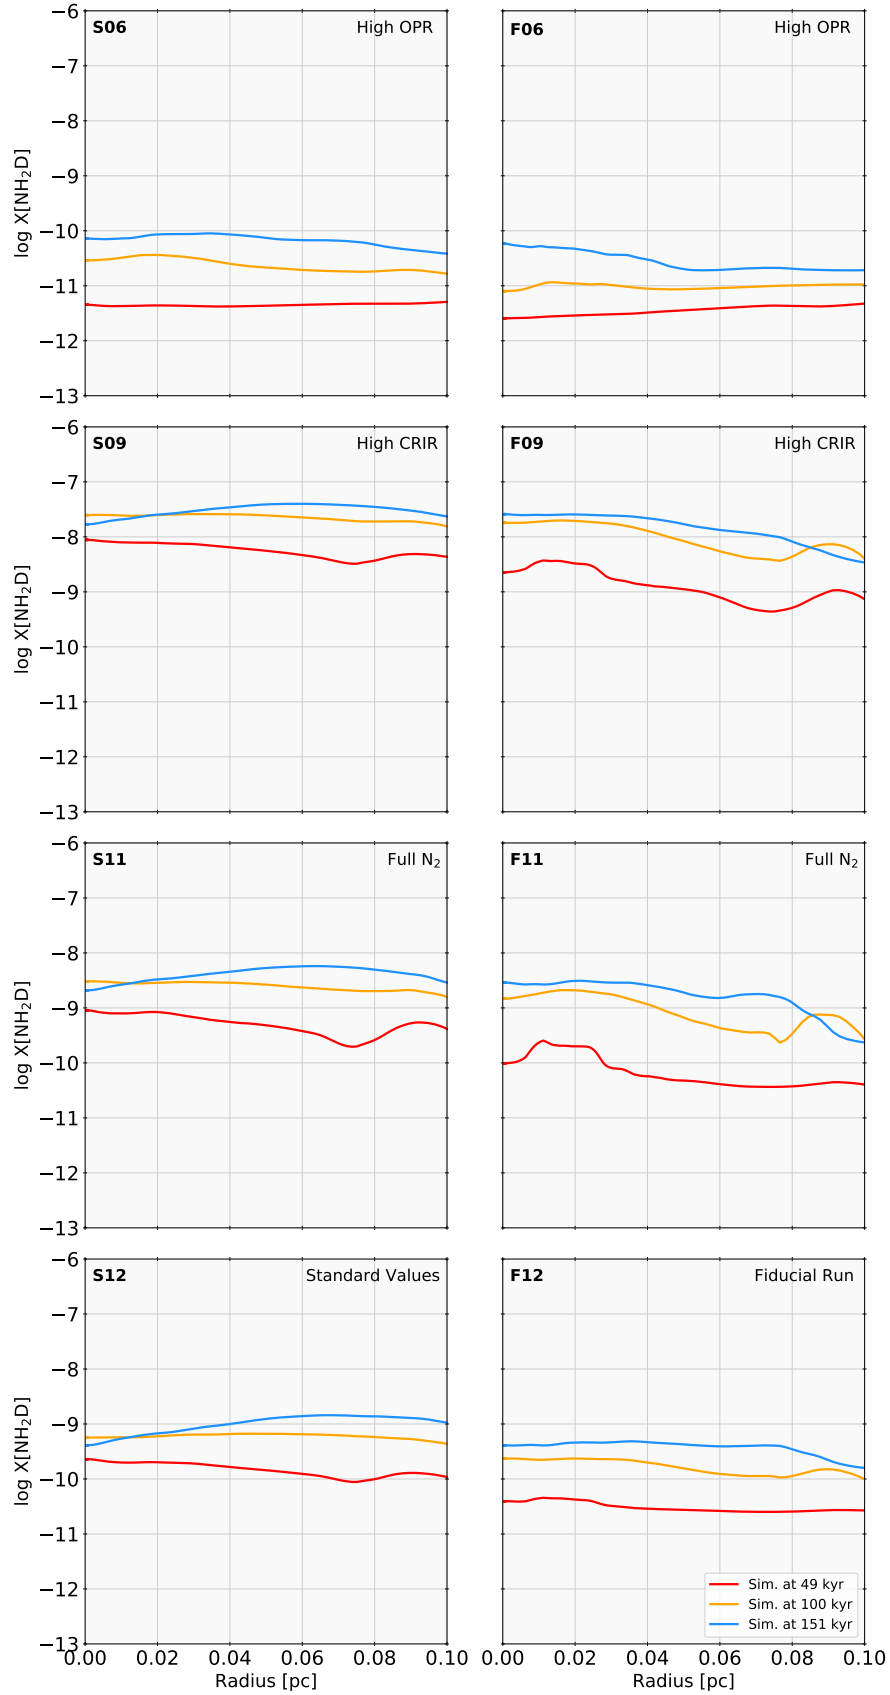 S06 High OPR
F06 High OPR
−6
−7
−8
−9
−10
−11
−12
−13
log X[NH₂D]
S09 High CRIR
F09 High CRIR
−6
−7
−8
−9
−10
−11
−12
−13
log X[NH₂D]
S11 Full N₂
F11 Full N₂
−6
−7
−8
−9
−10
−11
−12
−13
log X[NH₂D]
S12 Standard Values
F12 Fiducial Run
−6
−7
−8
−9
−10
−11
−12
−13
log X[NH₂D]
Sim. at 49 kyr
Sim. at 100 kyr
Sim. at 151 kyr
0.00 0.02 0.04 0.06 0.08 0.10 0.00 0.02 0.04 0.06 0.08 0.10
Radius [pc] Radius [pc]